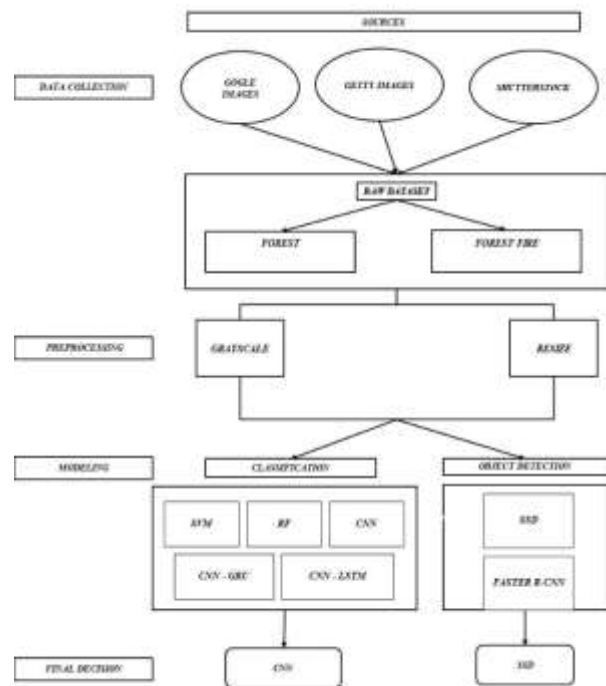 SOURCES
DATA COLLECTION
GOGLE
IMAGES
GETTY IMAGES
SHUTTERSTOCK
RAW DATASET
FOREST
FOREST FIRE
PREPROCESSING
GRAYSCALE
RESIZE
MODELING
CLASSIFICATION
OBJECT DETECTION
SVM
RF
CNN
SSD
CNN - GRU
CNN - LSTM
FASTER R-CNN
FINAL DECISION
CNN
SSD